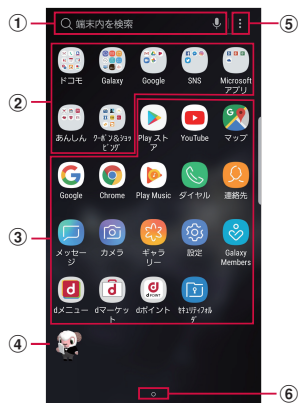 ① 端末内を検索 ⑤
②
ドコモ Galaxy Google SNS Microsoft
アプリ
あんしん クーポン&ショッ
ピング Play スト
ア YouTube マップ
Google Chrome Play Music ダイヤル 連絡先
③
メッセー
ジ カメラ ギャラ
リー 設定 Galaxy
Members
dメニュー dマーケッ
ト dポイント セキュリティフォル
ダ
④
⑥